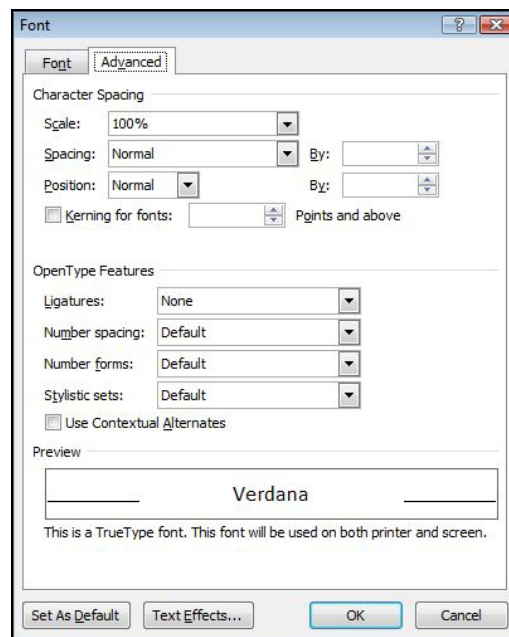 Font
Font Advanced
Character Spacing
Scale: 100%
Spacing: Normal By:
Position: Normal By:
Kerning for fonts: Points and above
OpenType Features
Ligatures: None
Number spacing: Default
Number forms: Default
Stylistic sets: Default
Use Contextual Alternates
Preview
Verdana
This is a TrueType font. This font will be used on both printer and screen.
Set As Default Text Effects... OK Cancel